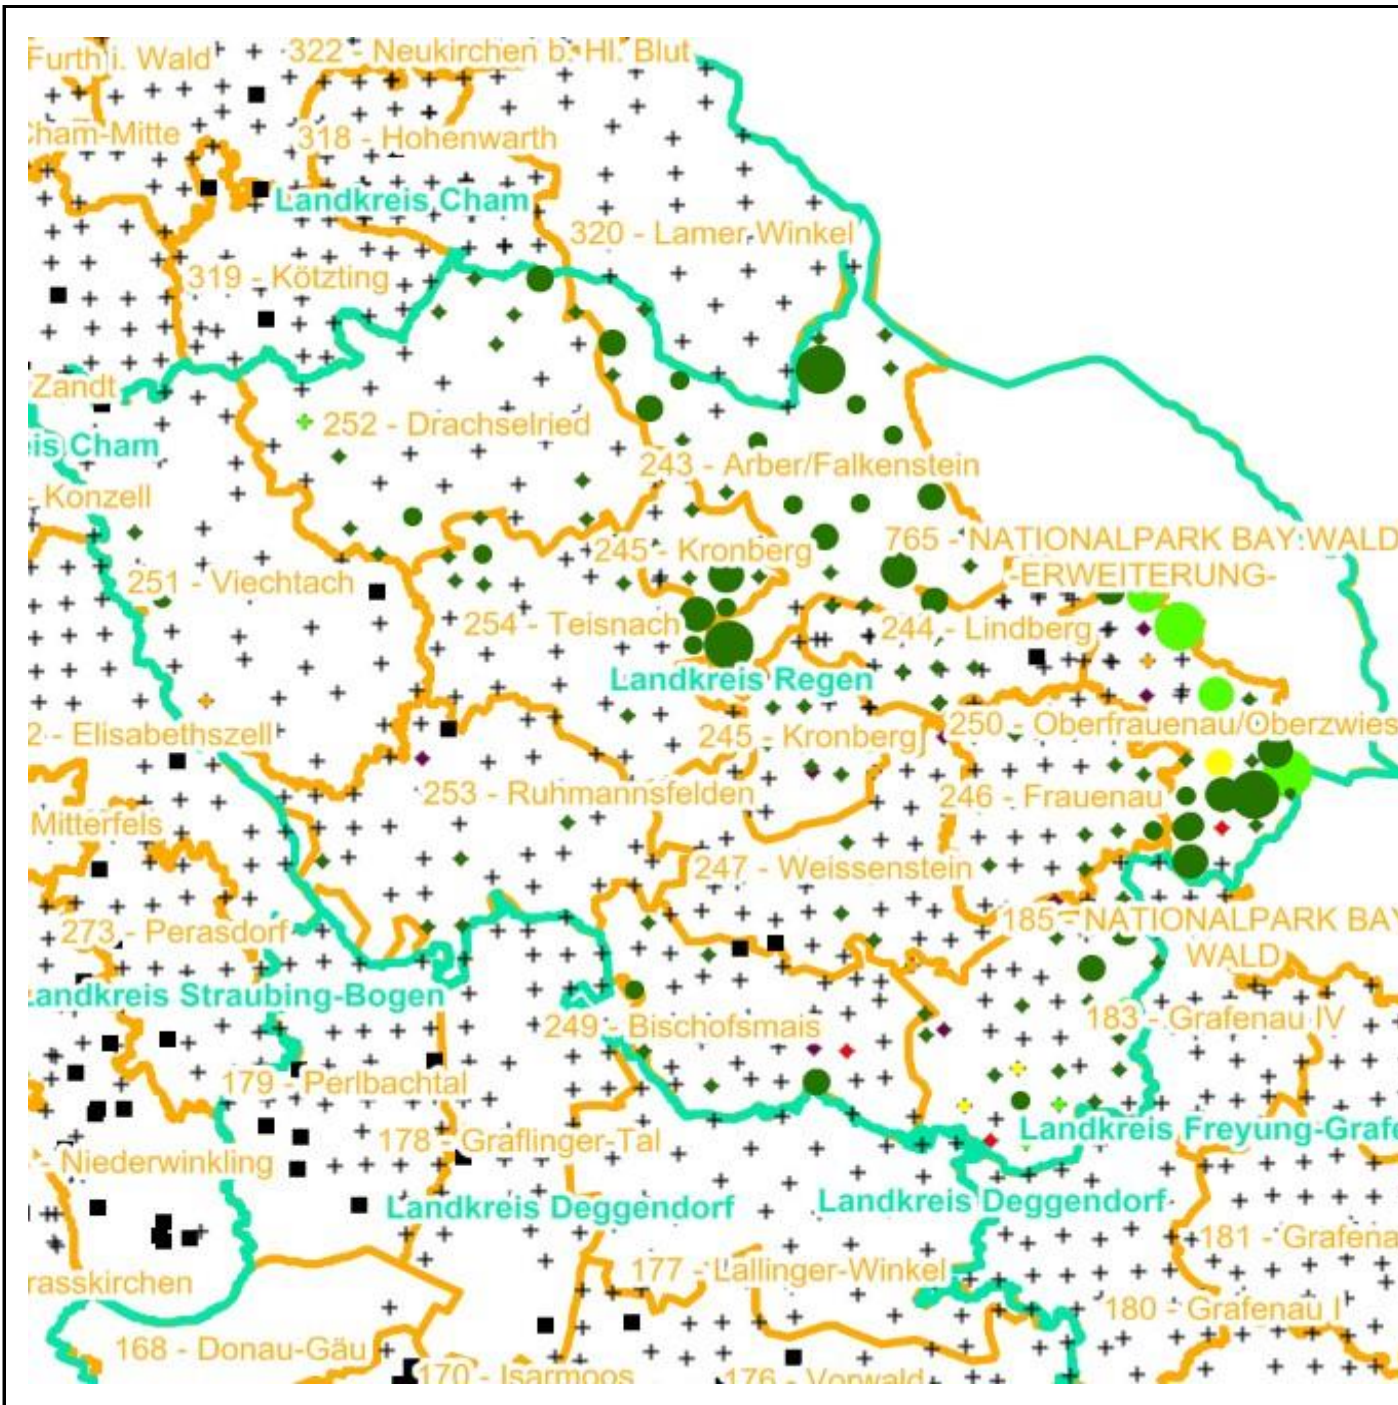 Furth i. Wald
322 - Neukirchen b. Hl. Blut
Cham-Mitte
318 - Hohenwarth
Landkreis Cham
320 - Lamer Winkel
319 - Kötzting
Zandt
252 - Drachselried
eis Cham
243 - Arber/Falkenstein
- Konzell
245 - Kronberg
765 - NATIONALPARK BAY.WALD
-ERWEITERUNG-
251 - Viechtach
254 - Teisnach
244 - Lindberg
Landkreis Regen
2 - Elisabethszell
245 - Kronberg
250 - Oberfrauenau/Oberzwies
253 - Ruhmannsfelden
246 - Frauenau
Mitterfels
247 - Weissenstein
273 - Perasdorf
185 - NATIONALPARK BA
WALD
Landkreis Straubing-Bogen
249 - Bischofsmais
183 - Grafenau IV
179 - Perlbachtal
178 - Graflinger-Tal
Landkreis Freyung-Grafe
- Niederwinkling
Landkreis Deggendorf
Landkreis Deggendorf
181 - Grafena
177 - Lallinger-Winkel
rasskirchen
180 - Grafenau I
168 - Donau-Gäu
170 - Isarmoos
176 - Vorwald